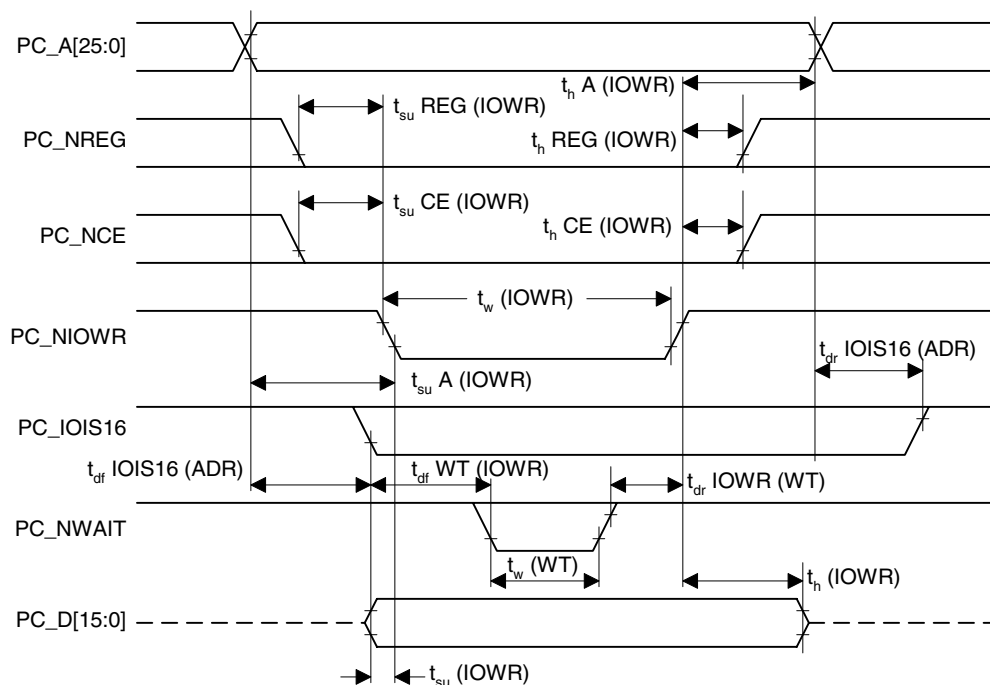 PC_A[25:0]
t_h A (IOWR)
t_su REG (IOWR)
PC_NREG
t_h REG (IOWR)
t_su CE (IOWR)
PC_NCE
t_h CE (IOWR)
t_w (IOWR)
PC_NIOWR
t_dr IOIS16 (ADR)
t_su A (IOWR)
PC_IOIS16
t_df IOIS16 (ADR)
t_df WT (IOWR)
t_dr IOWR (WT)
PC_NWAIT
t_w (WT)
t_h (IOWR)
PC_D[15:0]
t_su (IOWR)